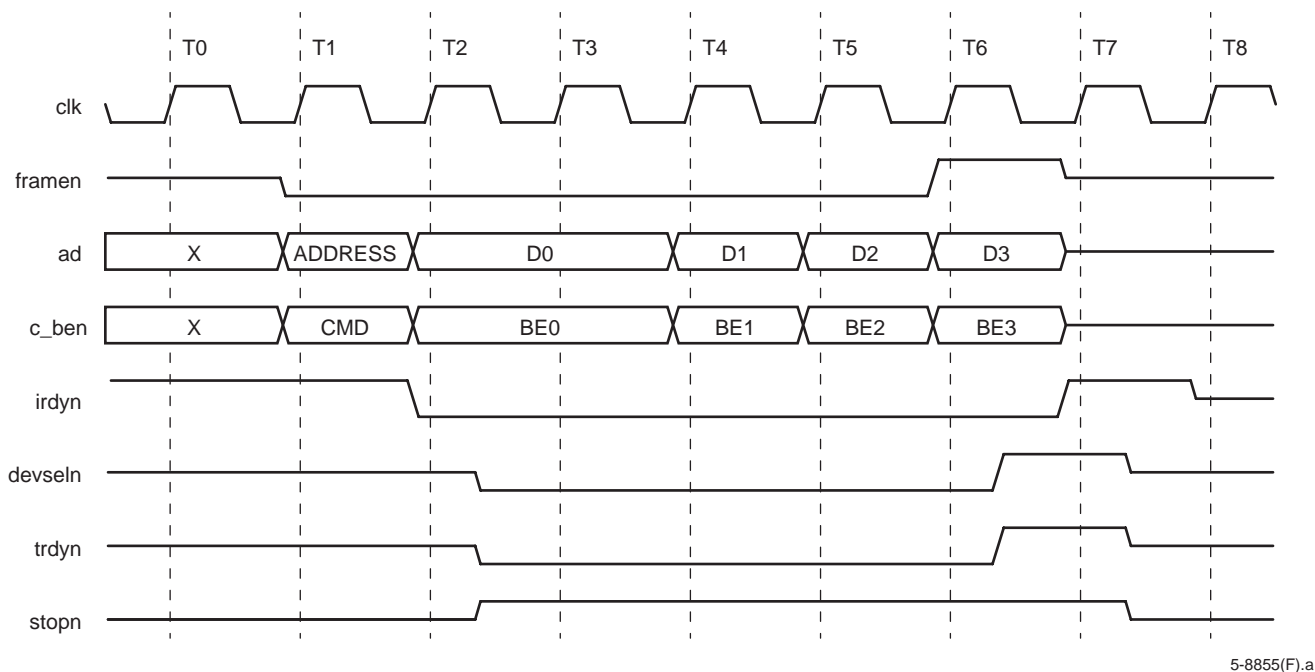 T0 T1 T2 T3 T4 T5 T6 T7 T8
clk
framen
ad X ADDRESS D0 D1 D2 D3
c_ben X CMD BE0 BE1 BE2 BE3
irdyn
devseln
trdyn
stopn
5-8855(F).a